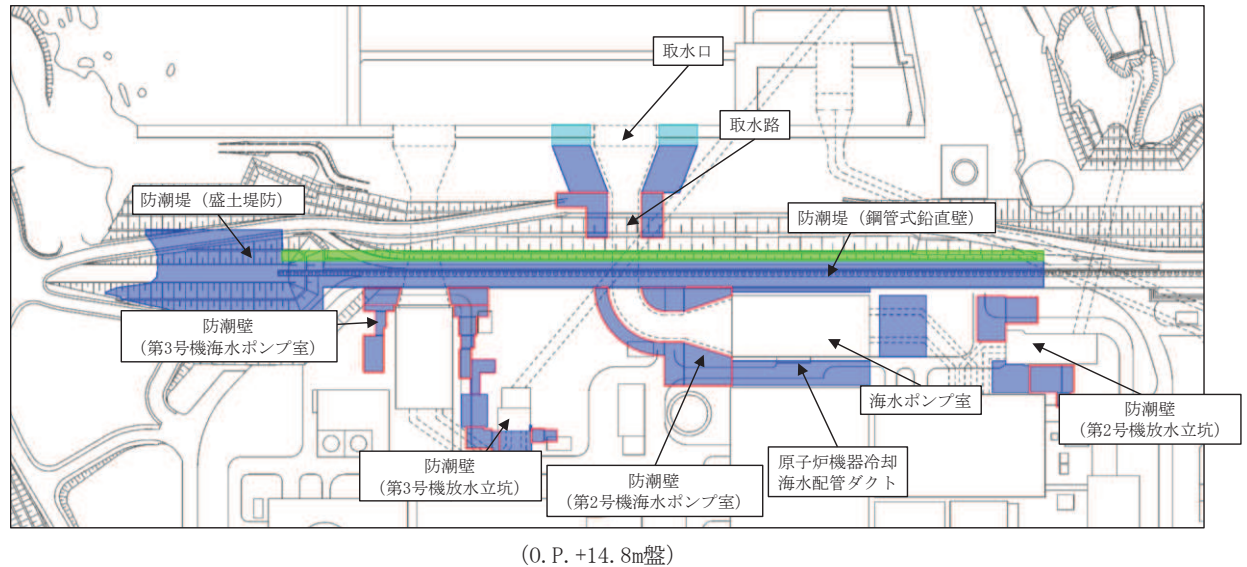 取水口
取水路
防潮堤（盛土堤防）
防潮堤（鋼管式鉛直壁）
防潮壁
（第3号機海水ポンプ室）
海水ポンプ室
防潮壁
（第2号機放水立坑）
防潮壁
（第3号機放水立坑）
防潮壁
（第2号機海水ポンプ室）
原子炉機器冷却
海水配管ダクト
(O.P.+14.8m盤)